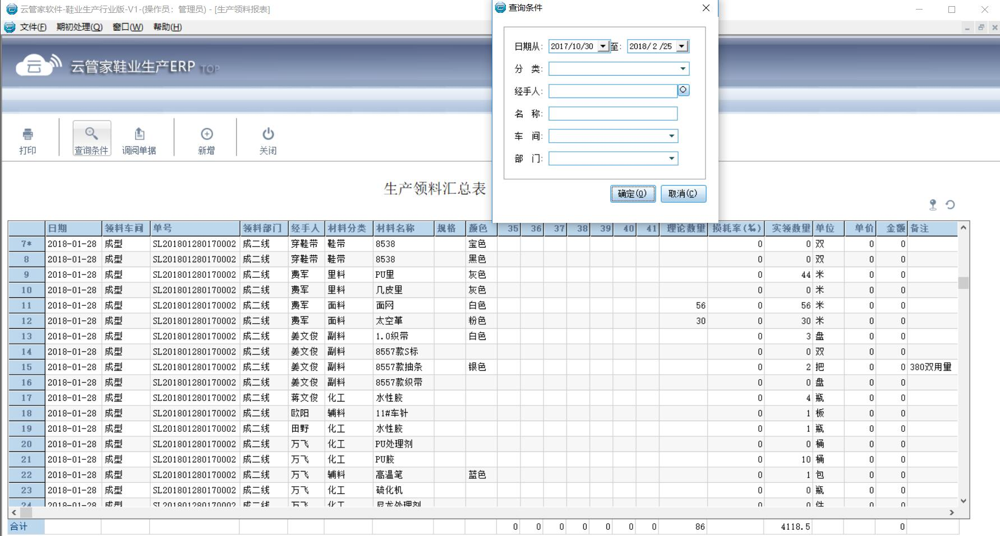 云管家软件-鞋业生产行业版-V1-(操作员：管理员) - [生产领料报表]
文件(F) 期初处理(Q) 窗口(W) 帮助(H)
云管家鞋业生产ERP TOP
打印 查询条件 调阅单据 新增 关闭
查询条件
日期从: 2017/10/30 至: 2018/ 2 /25
分 类:
经手人:
名 称:
车 间:
部 门:
确定(O) 取消(C)
生产领料汇总表
日期 领料车间 单号 领料部门 经手人 材料分类 材料名称 规格 颜色 35 36 37 38 39 40 41 理论数量 损耗率(‰) 实领数量 单位 单价 金额 备注
7* 2018-01-28 成型 SL201801280170002 成二线 穿鞋带 鞋带 8538 宝色 0 0 双 0 0
8 2018-01-28 成型 SL201801280170002 成二线 穿鞋带 鞋带 8538 黑色 0 0 双 0 0
9 2018-01-28 成型 SL201801280170002 成二线 费军 里料 PU里 灰色 0 44 米 0 0
10 2018-01-28 成型 SL201801280170002 成二线 费军 里料 几皮里 灰色 0 0 米 0 0
11 2018-01-28 成型 SL201801280170002 成二线 费军 面料 面网 白色 56 0 56 米 0 0
12 2018-01-28 成型 SL201801280170002 成二线 费军 面料 太空革 粉色 30 0 30 米 0 0
13 2018-01-28 成型 SL201801280170002 成二线 姜文俊 副料 1.0织带 白色 0 3 盘 0 0
14 2018-01-28 成型 SL201801280170002 成二线 姜文俊 副料 8557款S标 0 0 双 0 0
15 2018-01-28 成型 SL201801280170002 成二线 姜文俊 副料 8557款抽条 银色 0 2 把 0 0 380双用量
16 2018-01-28 成型 SL201801280170002 成二线 姜文俊 副料 8557款织带 0 0 盘 0 0
17 2018-01-28 成型 SL201801280170002 成二线 蒋文俊 化工 水性胶 0 4 瓶 0 0
18 2018-01-28 成型 SL201801280170002 成二线 欧阳 辅料 11#车针 0 1 板 0 0
19 2018-01-28 成型 SL201801280170002 成二线 田野 化工 水性胶 0 1 瓶 0 0
20 2018-01-28 成型 SL201801280170002 成二线 万飞 化工 PU处理剂 0 0 桶 0 0
21 2018-01-28 成型 SL201801280170002 成二线 万飞 化工 PU胶 0 10 桶 0 0
22 2018-01-28 成型 SL201801280170002 成二线 万飞 辅料 高温笔 蓝色 0 1 包 0 0
23 2018-01-28 成型 SL201801280170002 成二线 万飞 化工 硫化机 0 0 瓶 0 0
24 2018-01-28 成型 SL201801280170002 成二线 万飞 化工 尼龙处理剂 0 0 件 0 0
合计 0 0 0 0 0 0 0 86 4118.5 0